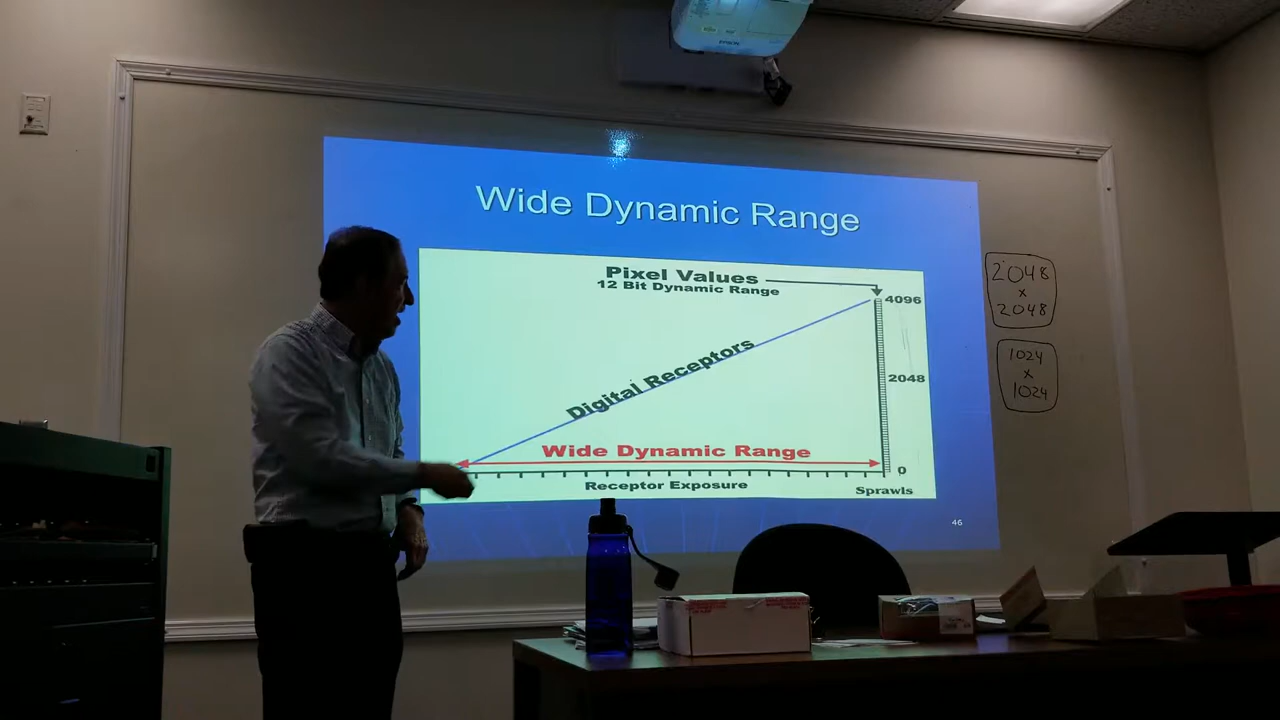 EPSON
Wide Dynamic Range
Pixel Values
12 Bit Dynamic Range
4096
Digital Receptors
2048
Wide Dynamic Range
0
Receptor Exposure
Sprawls
46
2048
x
2048
1024
x
1024